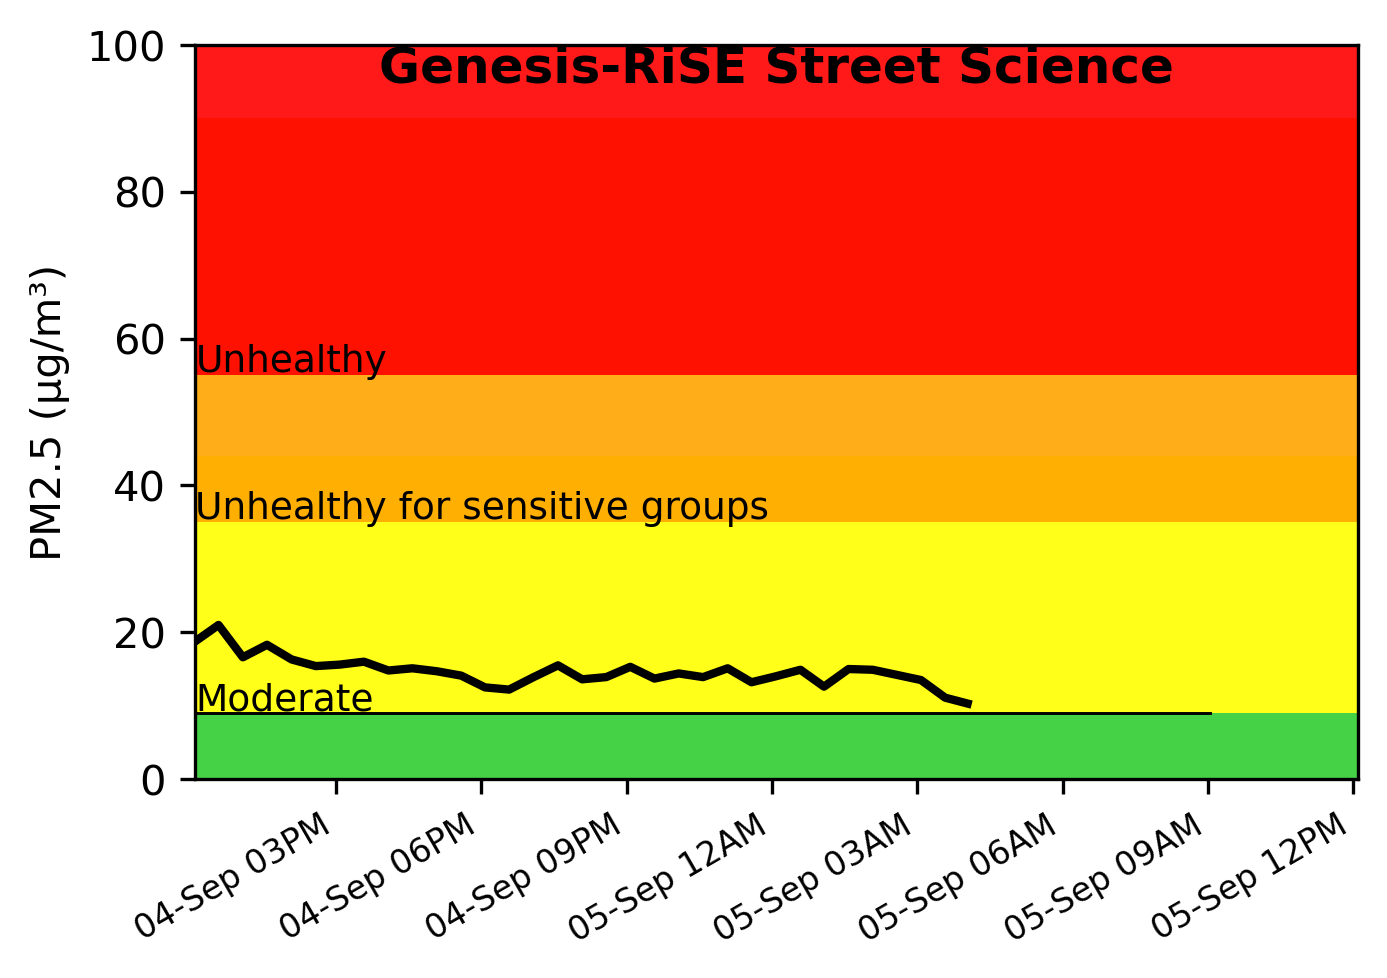 Genesis-RiSE Street Science
100
80
60
40
20
0
PM2.5 (µg/m³)
Unhealthy
Unhealthy for sensitive groups
Moderate
04-Sep 03PM
04-Sep 06PM
04-Sep 09PM
05-Sep 12AM
05-Sep 03AM
05-Sep 06AM
05-Sep 09AM
05-Sep 12PM